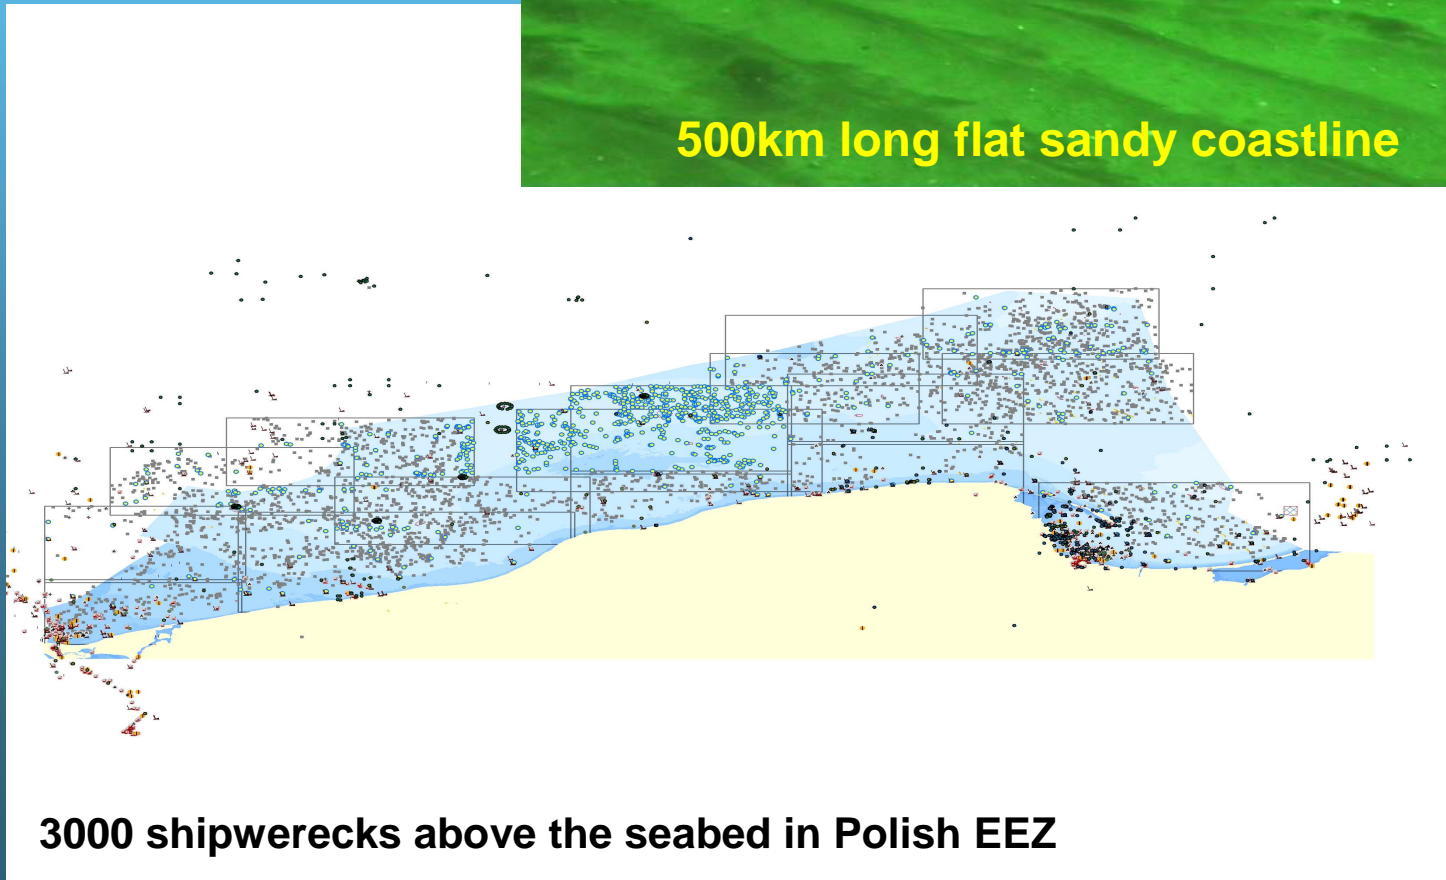 500km long flat sandy coastline
3000 shipwerecks above the seabed in Polish EEZ